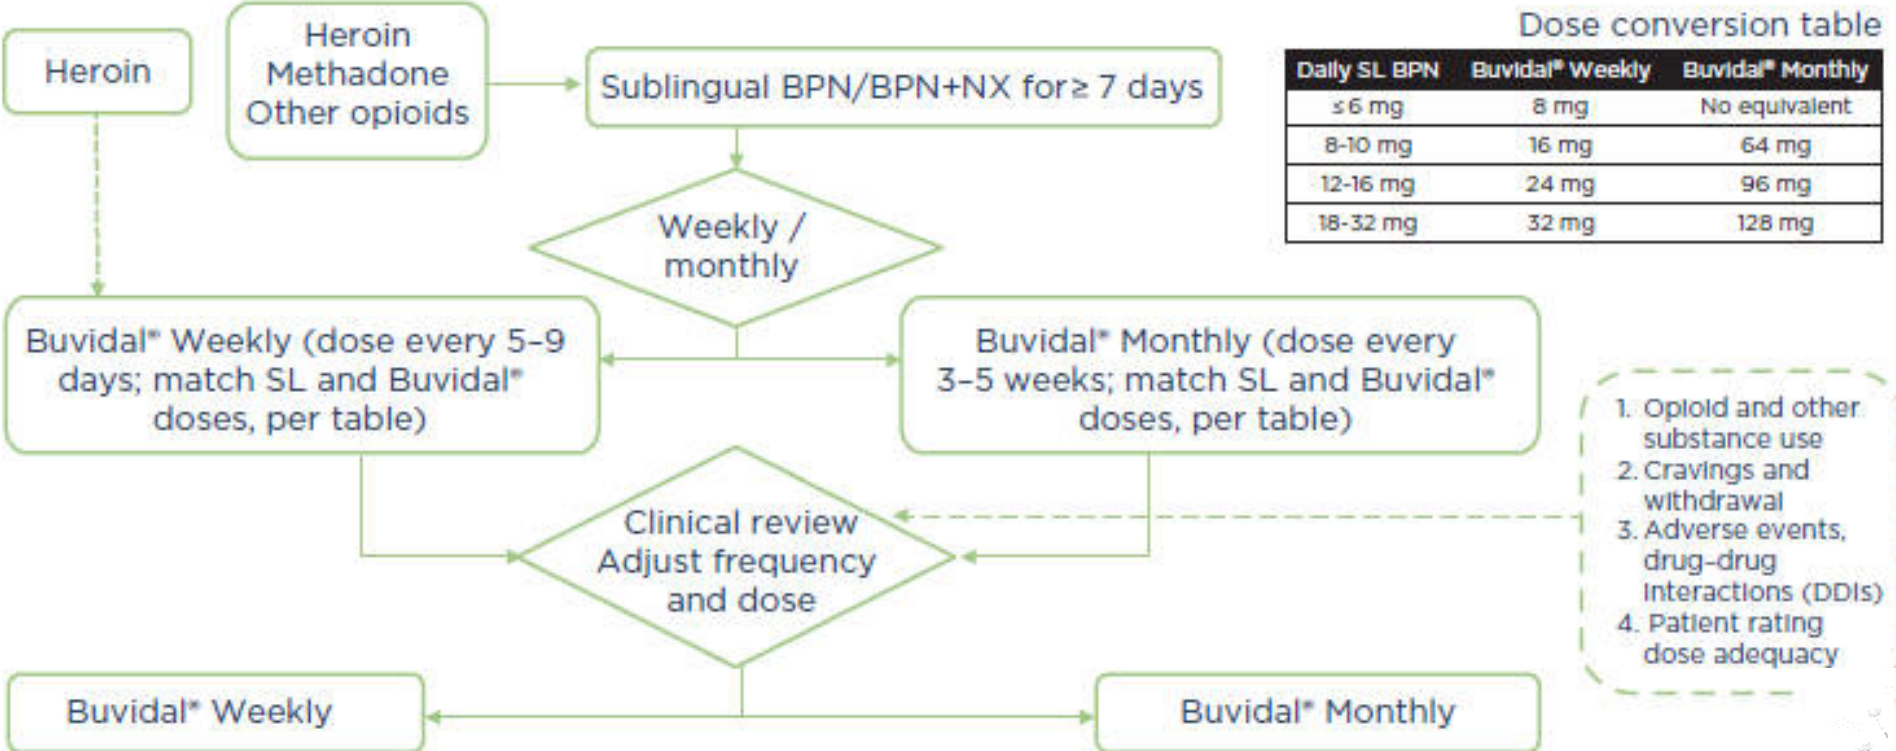 Heroin
Heroin
Methadone
Other opioids
Sublingual BPN/BPN+NX for ≥ 7 days
Dose conversion table
Daily SL BPN Buvidal® Weekly Buvidal® Monthly
≤6 mg 8 mg No equivalent
8-10 mg 16 mg 64 mg
12-16 mg 24 mg 96 mg
18-32 mg 32 mg 128 mg
Weekly /
monthly
Buvidal® Weekly (dose every 5–9
days; match SL and Buvidal®
doses, per table)
Buvidal® Monthly (dose every
3–5 weeks; match SL and Buvidal®
doses, per table)
Clinical review
Adjust frequency
and dose
1. Opioid and other
substance use
2. Cravings and
withdrawal
3. Adverse events,
drug–drug
interactions (DDIs)
4. Patient rating
dose adequacy
Buvidal® Weekly
Buvidal® Monthly